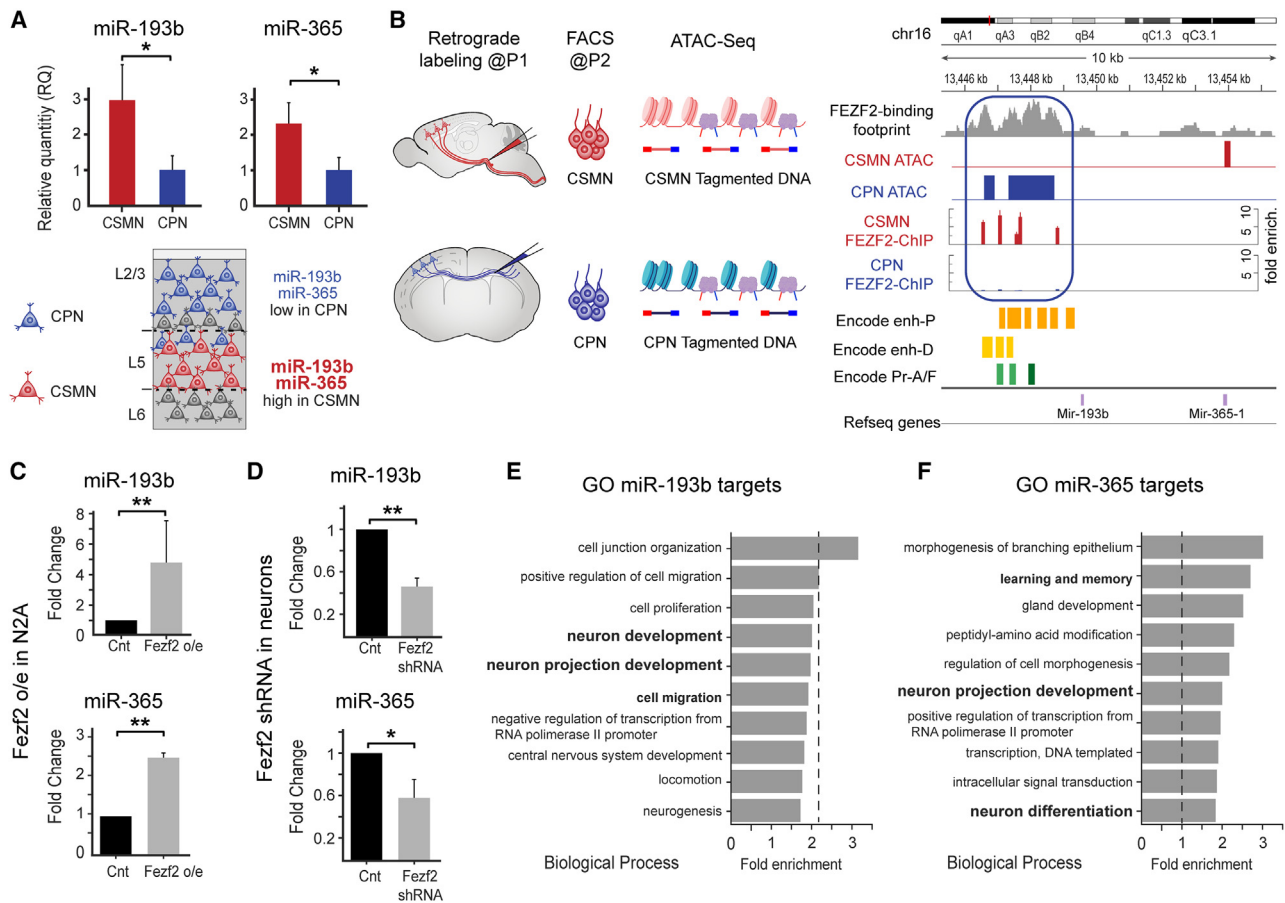 A
miR-193b
miR-365
Relative quantitiy (RQ)
*
3
2
1
0
CSMN
CPN
*
3
2
1
0
CSMN
CPN
L2/3
L5
L6
CPN
CSMN
miR-193b
miR-365
low in CPN
miR-193b
miR-365
high in CSMN
B
Retrograde
labeling @P1
FACS
@P2
ATAC-Seq
CSMN
CSMN Tagmented DNA
CPN
CPN Tagmented DNA
chr16
qA1
qA3
qB2
qB4
qC1.3
qC3.1
10 kb
13,446 kb
13,448 kb
13,450 kb
13,452 kb
13,454 kb
FEZF2-binding
footprint
CSMN ATAC
CPN ATAC
CSMN
FEZF2-ChIP
10
5
CPN
FEZF2-ChIP
10
5
fold enrich.
Encode enh-P
Encode enh-D
Encode Pr-A/F
Mir-193b
Mir-365-1
Refseq genes
C
Fezf2 o/e in N2A
miR-193b
**
Fold Change
8
6
4
2
0
Cnt
Fezf2 o/e
miR-365
**
Fold Change
3
2
1
0
Cnt
Fezf2 o/e
D
Fezf2 shRNA in neurons
miR-193b
**
Fold Change
1
0.6
0.2
Cnt
Fezf2
shRNA
miR-365
*
Fold Change
1
0.6
0.2
Cnt
Fezf2
shRNA
E
GO miR-193b targets
cell junction organization
positive regulation of cell migration
cell proliferation
neuron development
neuron projection development
cell migration
negative regulation of transcription from
RNA polimerase II promoter
central nervous system development
locomotion
neurogenesis
0
1
2
3
Biological Process
Fold enrichment
F
GO miR-365 targets
morphogenesis of branching epithelium
learning and memory
gland development
peptidyl-amino acid modification
regulation of cell morphogenesis
neuron projection development
positive regulation of transcription from
RNA polimerase II promoter
transcription, DNA templated
intracellular signal transduction
neuron differentiation
0
1
2
3
Biological Process
Fold enrichment